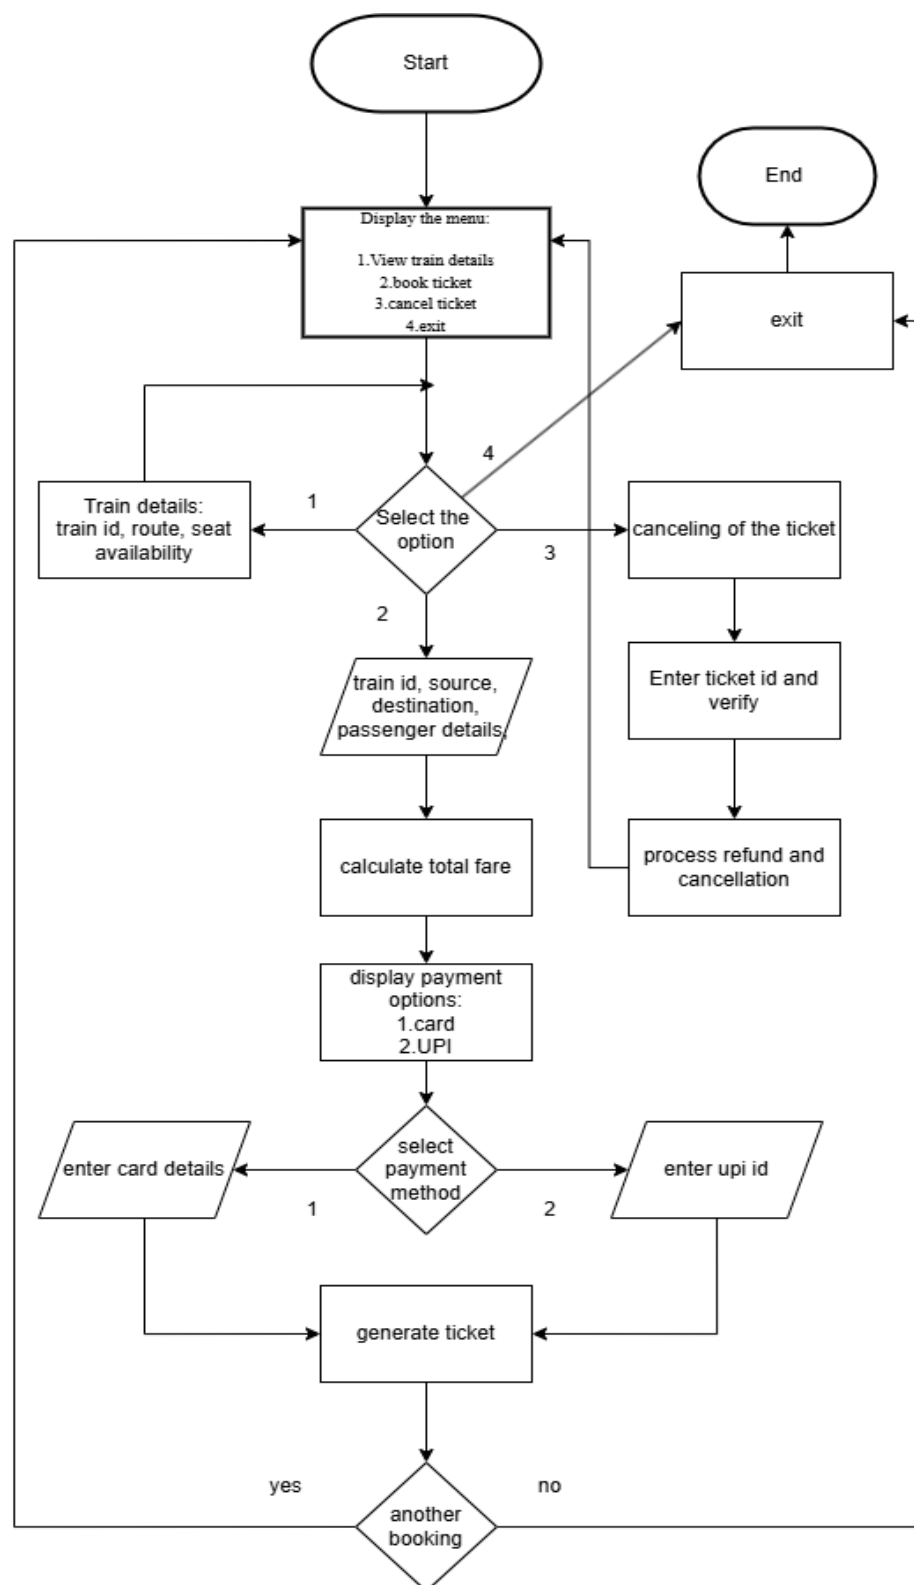 Start
End
Display the menu:
1.View train details
2.book ticket
3.cancel ticket
4.exit
exit
4
Train details:
train id, route, seat
availability
1
Select the
option
3
canceling of the ticket
2
train id, source,
destination,
passenger details,
Enter ticket id and
verify
calculate total fare
process refund and
cancellation
display payment
options:
1.card
2.UPI
enter card details
1
select
payment
method
2
enter upi id
generate ticket
yes
no
another
booking